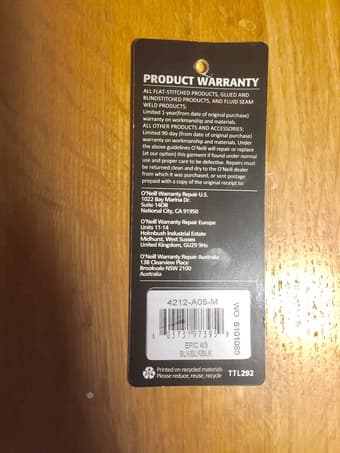 PRODUCT WARRANTY
ALL FLAT-STITCHED PRODUCTS, GLUED AND
BLINDSTITCHED PRODUCTS, AND FLUID SEAM
WELD PRODUCTS:
Limited 1-year(from date of original purchase)
warranty on workmanship and materials.
ALL OTHER PRODUCTS AND ACCESSORIES:
Limited 90-day (from date of original purchase)
warranty on workmanship and materials. Under
the above guidelines O'Neill will repair or replace
(at our option) this garment if found under normal
use and proper care to be defective. Repairs must
be returned clean and dry to the O'Neill dealer
from which it was purchased, or sent postage
prepaid with a copy of the original receipt to:
O'Neill Warranty Repair U.S.
1022 Bay Marina Dr.
Suite 140B
National City, CA 91950
O'Neill Warranty Repair Europe
Units 11-14
Holmbush Industrial Estate
Midhurst, West Sussex
United Kingdom, GU29 9Hx
O'Neill Warranty Repair Australia
13B Clearview Place
Brookvale NSW 2100
Australia
4212-A05-M
WO 8101085
EPIC 4/3
BLK/BLK/BLK
Printed on recycled materials
Please reduce, reuse, recycle
TTL292